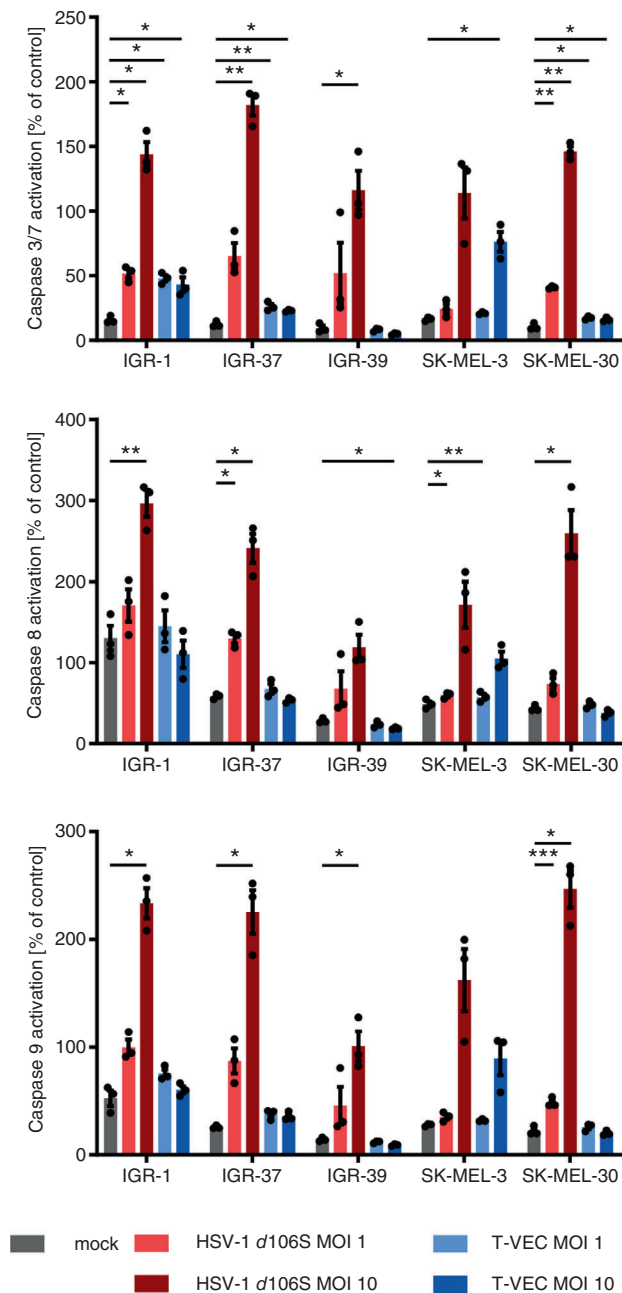 Caspase 3/7 activation [% of control]
250
200
150
100
50
0
* * * *
* ** ** *
*
*
** ** * *
IGR-1 IGR-37 IGR-39 SK-MEL-3 SK-MEL-30
Caspase 8 activation [% of control]
400
300
200
100
0
**
* *
*
* **
*
IGR-1 IGR-37 IGR-39 SK-MEL-3 SK-MEL-30
Caspase 9 activation [% of control]
300
200
100
0
*
*
*
*** *
IGR-1 IGR-37 IGR-39 SK-MEL-3 SK-MEL-30
mock HSV-1 d106S MOI 1 T-VEC MOI 1
HSV-1 d106S MOI 10 T-VEC MOI 10